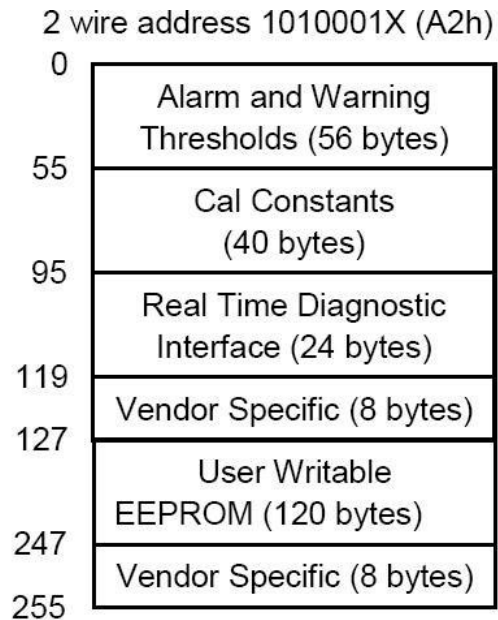 2 wire address 1010001X (A2h)
0
Alarm and Warning
Thresholds (56 bytes)
55
Cal Constants
(40 bytes)
95
Real Time Diagnostic
Interface (24 bytes)
119
Vendor Specific (8 bytes)
127
User Writable
EEPROM (120 bytes)
247
Vendor Specific (8 bytes)
255